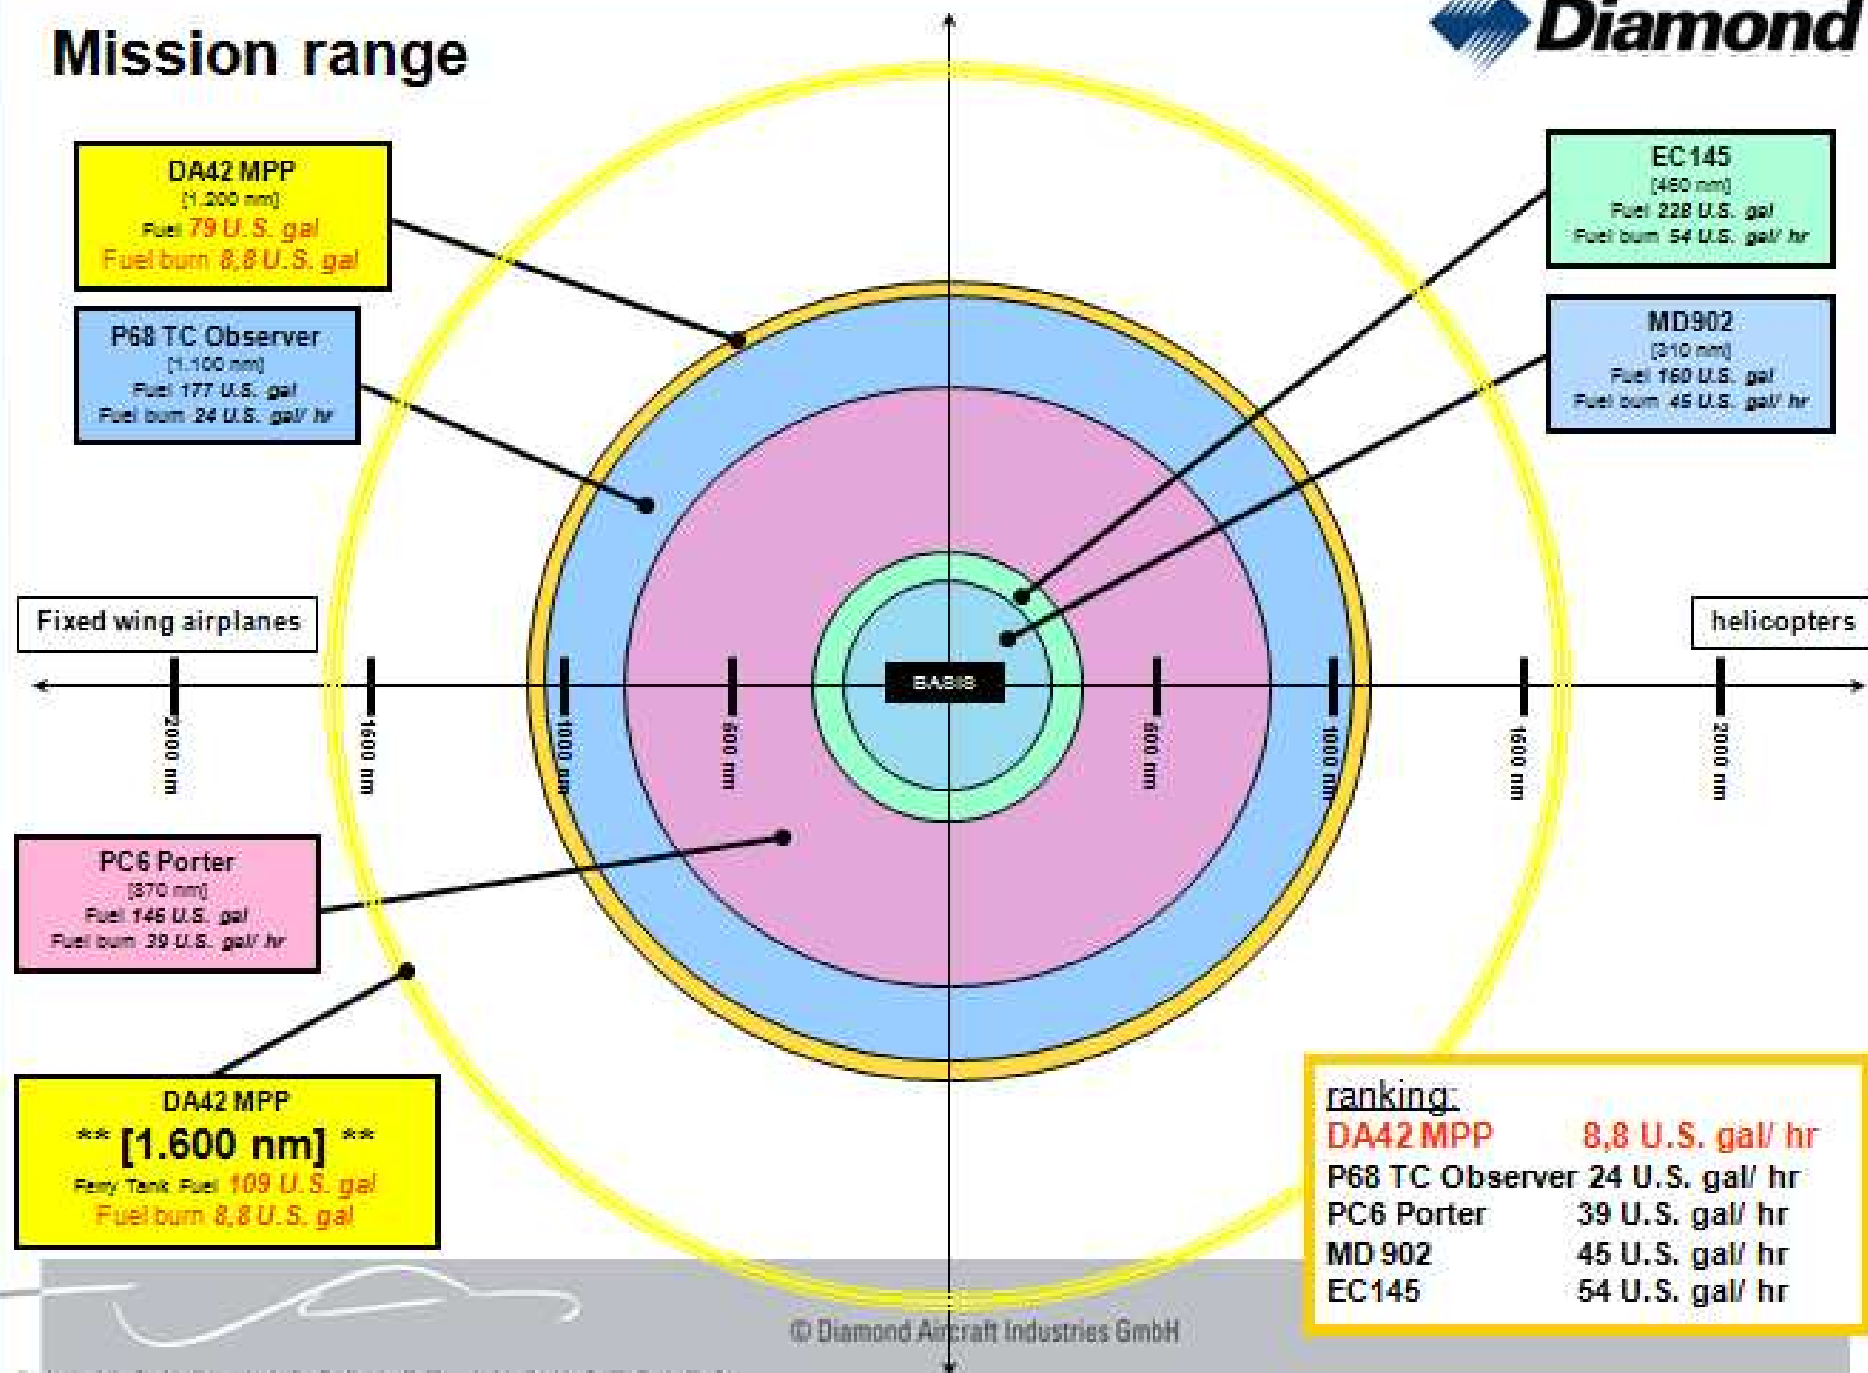 Mission range
Diamond
DA42 MPP
[1.200 nm]
Fuel 79 U.S. gal
Fuel burn 8,8 U.S. gal
P68 TC Observer
[1.100 nm]
Fuel 177 U.S. gal
Fuel burn 24 U.S. gal/ hr
EC145
[460 nm]
Fuel 228 U.S. gal
Fuel burn 54 U.S. gal/ hr
MD902
[310 nm]
Fuel 160 U.S. gal
Fuel burn 45 U.S. gal/ hr
Fixed wing airplanes
helicopters
BASIS
2000 nm
1600 nm
1000 nm
600 nm
600 nm
1000 nm
1600 nm
2000 nm
PC6 Porter
[870 nm]
Fuel 146 U.S. gal
Fuel burn 39 U.S. gal/ hr
DA42 MPP
** [1.600 nm] **
Ferry Tank Fuel 109 U.S. gal
Fuel burn 8,8 U.S. gal
ranking:
DA42 MPP 8,8 U.S. gal/ hr
P68 TC Observer 24 U.S. gal/ hr
PC6 Porter 39 U.S. gal/ hr
MD 902 45 U.S. gal/ hr
EC145 54 U.S. gal/ hr
© Diamond Aircraft Industries GmbH